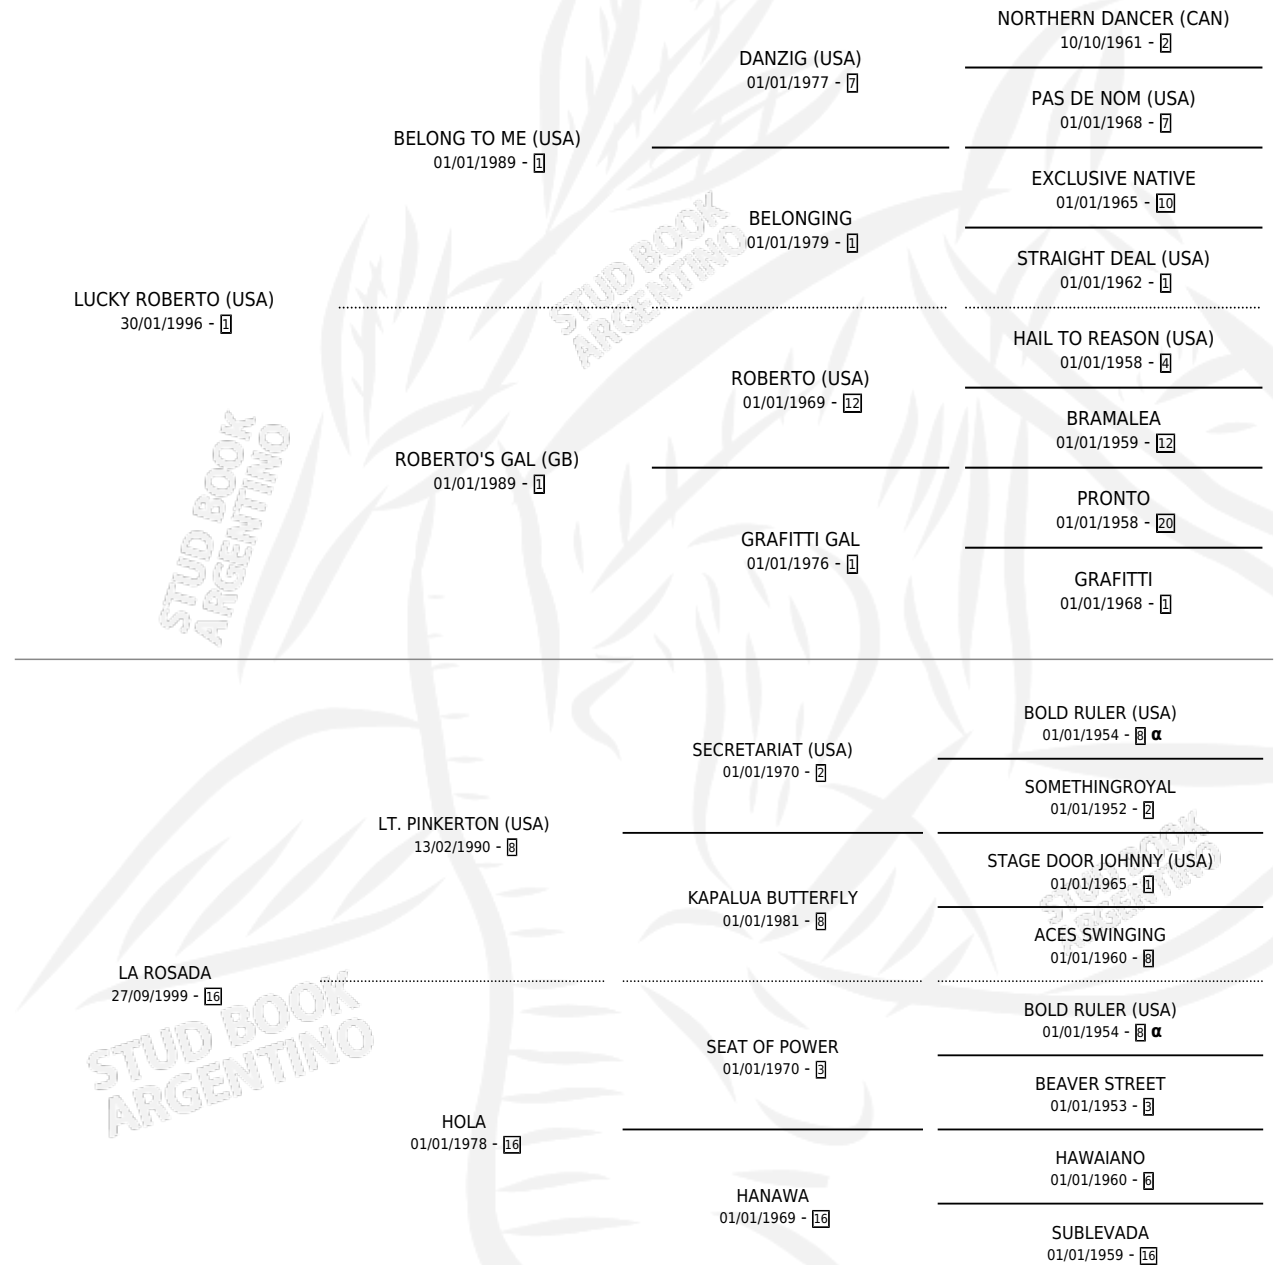 NORTHERN DANCER (CAN)
10/10/1961 - 2
DANZIG (USA)
01/01/1977 - 7
PAS DE NOM (USA)
01/01/1968 - 7
BELONG TO ME (USA)
01/01/1989 - 1
EXCLUSIVE NATIVE
01/01/1965 - 10
BELONGING
01/01/1979 - 1
STRAIGHT DEAL (USA)
01/01/1962 - 1
LUCKY ROBERTO (USA)
30/01/1996 - 1
STUD BOOK
ARGENTINO
HAIL TO REASON (USA)
01/01/1958 - 4
ROBERTO (USA)
01/01/1969 - 12
BRAMALEA
01/01/1959 - 12
ROBERTO'S GAL (GB)
01/01/1989 - 1
PRONTO
01/01/1958 - 20
GRAFITTI GAL
01/01/1976 - 1
GRAFITTI
01/01/1968 - 1
STUD BOOK
ARGENTINO
BOLD RULER (USA)
01/01/1954 - 8 α
SECRETARIAT (USA)
01/01/1970 - 2
SOMETHINGROYAL
01/01/1952 - 2
LT. PINKERTON (USA)
13/02/1990 - 8
STAGE DOOR JOHNNY (USA)
01/01/1965 - 1
STUD BOOK
ARGENTINO
KAPALUA BUTTERFLY
01/01/1981 - 8
ACES SWINGING
01/01/1960 - 8
LA ROSADA
27/09/1999 - 16
STUD BOOK
ARGENTINO
BOLD RULER (USA)
01/01/1954 - 8 α
SEAT OF POWER
01/01/1970 - 3
BEAVER STREET
01/01/1953 - 3
HOLA
01/01/1978 - 16
HAWAIANO
01/01/1960 - 6
HANAWA
01/01/1969 - 16
SUBLEVADA
01/01/1959 - 16